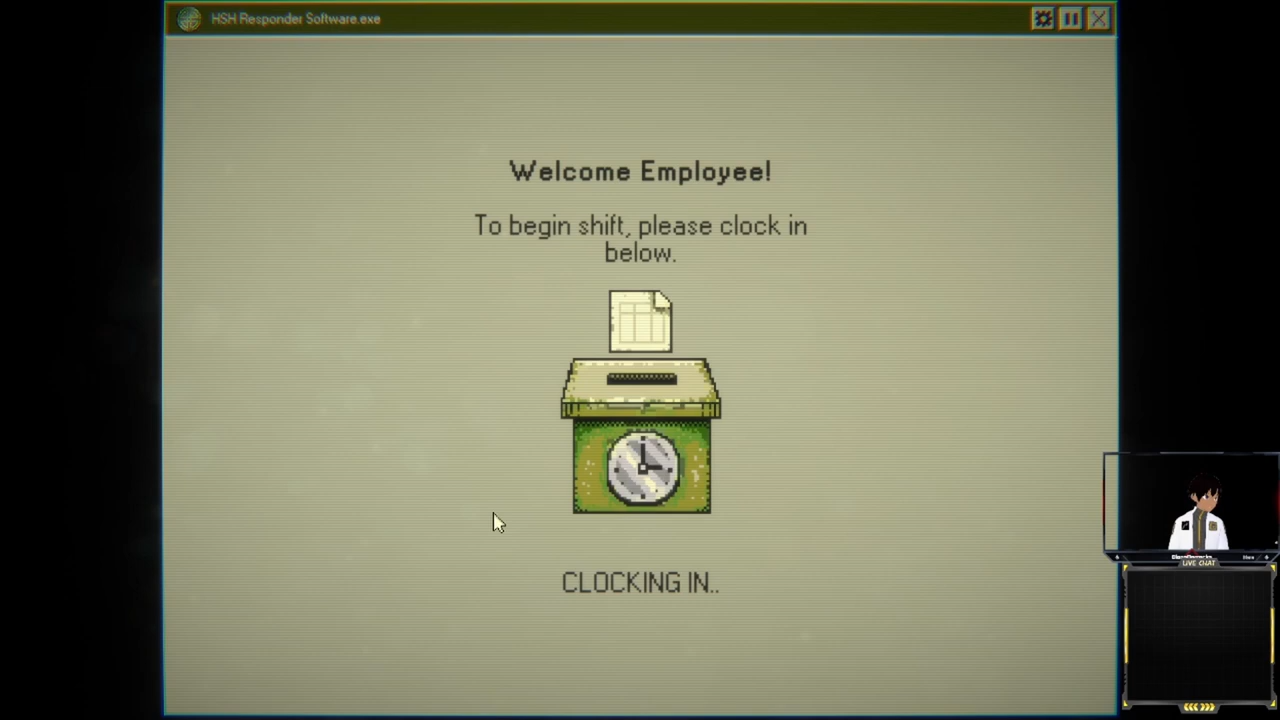 HSH Responder Software.exe
Welcome Employee!
To begin shift, please clock in
below.
CLOCKING IN..
LIVE CHAT